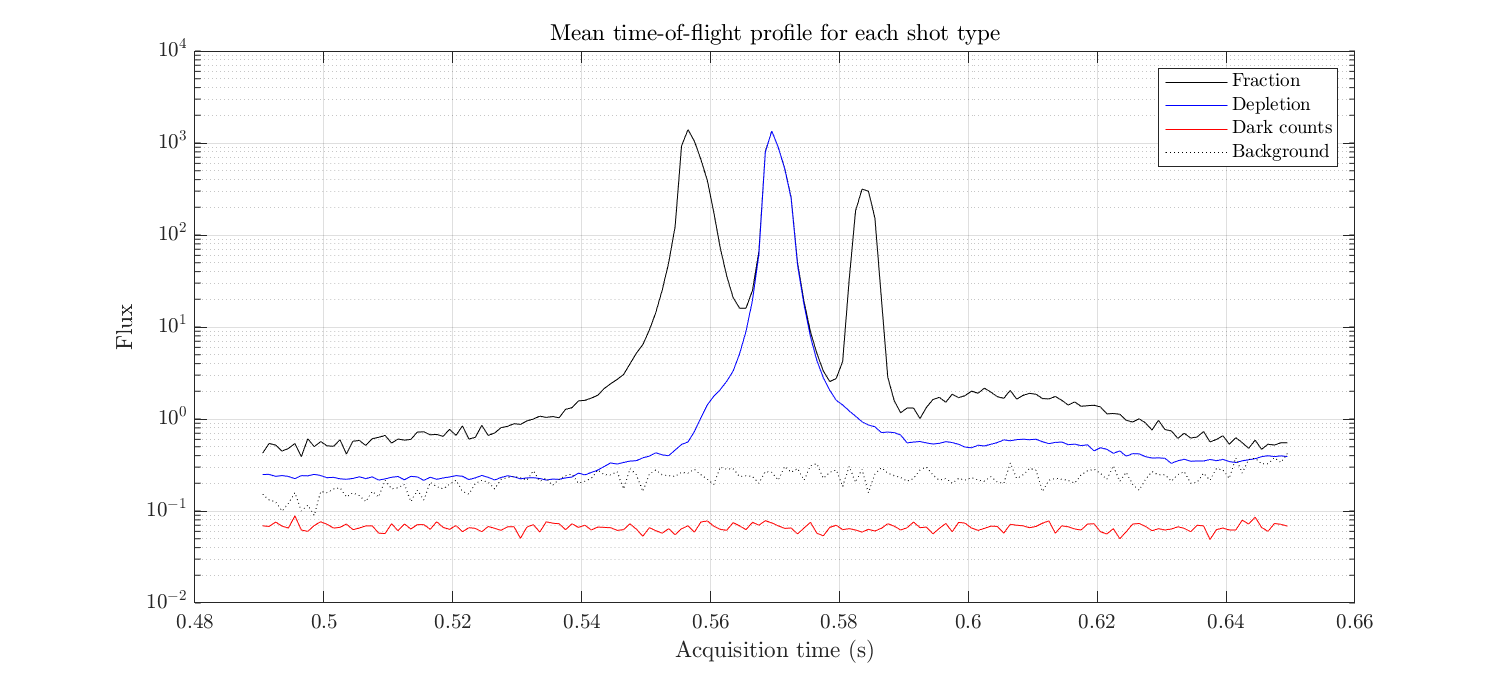 Mean time-of-flight profile for each shot type
10^4
10^3
10^2
10^1
10^0
10^-1
10^-2
Flux
Fraction
Depletion
Dark counts
Background
0.48 0.5 0.52 0.54 0.56 0.58 0.6 0.62 0.64 0.66
Acquisition time (s)